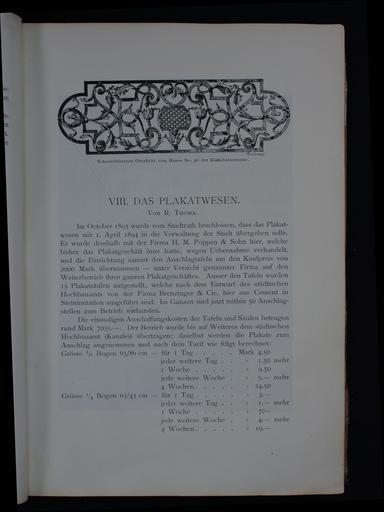 Schmiedeisernes Oberlicht vom Hause No. 36 der Eisenbahnstrasse.
VIII. DAS PLAKATWESEN.
Von R. Thoma.
Im October 1893 wurde vom Stadtrath beschlossen, dass das Plakat-
wesen mit 1. April 1894 in die Verwaltung der Stadt übergehen solle.
Es wurde desshalb mit der Firma H. M. Poppen & Sohn hier, welche
bisher das Plakatgeschäft inne hatte, wegen Uebernahme verhandelt,
und die Einrichtung sammt den Anschlagtafeln um den Kaufpreis von
2000 Mark übernommen — unter Verzicht genannter Firma auf den
Weiterbetrieb ihres ganzen Plakatgeschäftes. Ausser den Tafeln wurden
15 Plakatsäulen aufgestellt, welche nach dem Entwurf des städtischen
Hochbauamts von der Firma Brenzinger & Cie. hier aus Cement in
Steinimitation ausgeführt sind. Im Ganzen sind jetzt mithin 50 Anschlag-
stellen zum Betrieb vorhanden.
Die einmaligen Anschaffungskosten der Tafeln und Säulen betragen
rund Mark 7035,—. Der Betrieb wurde bis auf Weiteres dem städtischen
Hochbauamt (Kanzlei) übertragen; daselbst werden die Plakate zum
Anschlag angenommen und nach dem Tarif wie folgt berechnet:
Grösse 1/1 Bogen 63/86 cm — für 1 Tag . . . . . Mark 4.50
jeder weitere Tag . . . » 1.50 mehr
1 Woche . . . . . » 9.50
jede weitere Woche . . » 5.— mehr
4 Wochen . . . . . » 24.50
Grösse 1/2 Bogen 63/43 cm — für 1 Tag . . . . . » 3.—
jeder weitere Tag . . . » 1.— mehr
1 Woche . . . . . » 7.—
jede weitere Woche . . » 4.— mehr
4 Wochen . . . . . » 19.—